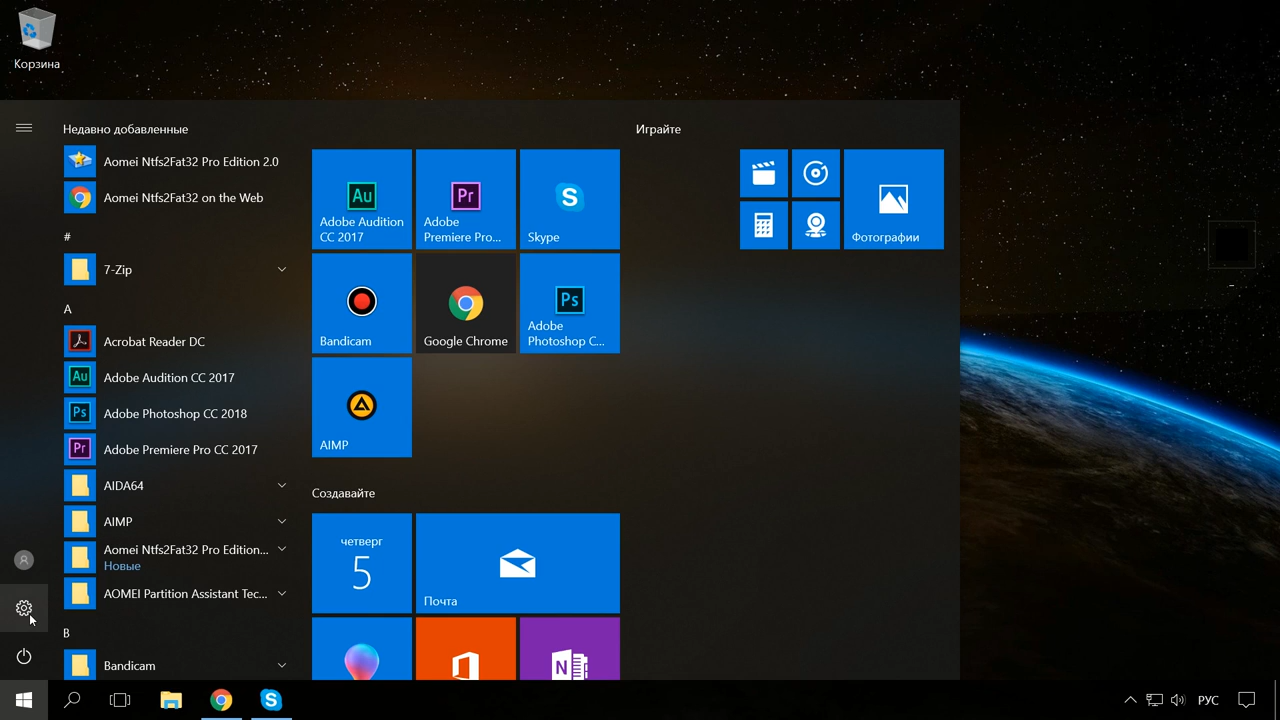 Корзина
Недавно добавленные
Aomei Ntfs2Fat32 Pro Edition 2.0
Aomei Ntfs2Fat32 on the Web
#
7-Zip
A
Acrobat Reader DC
Adobe Audition CC 2017
Adobe Photoshop CC 2018
Adobe Premiere Pro CC 2017
AIDA64
AIMP
Aomei Ntfs2Fat32 Pro Edition...
Новые
AOMEI Partition Assistant Tec...
B
Bandicam
Au
Adobe Audition
CC 2017
Pr
Adobe
Premiere Pro...
Skype
Bandicam
Google Chrome
Ps
Adobe
Photoshop C...
AIMP
Создавайте
четверг
5
Почта
Играйте
Фотографии
РУС